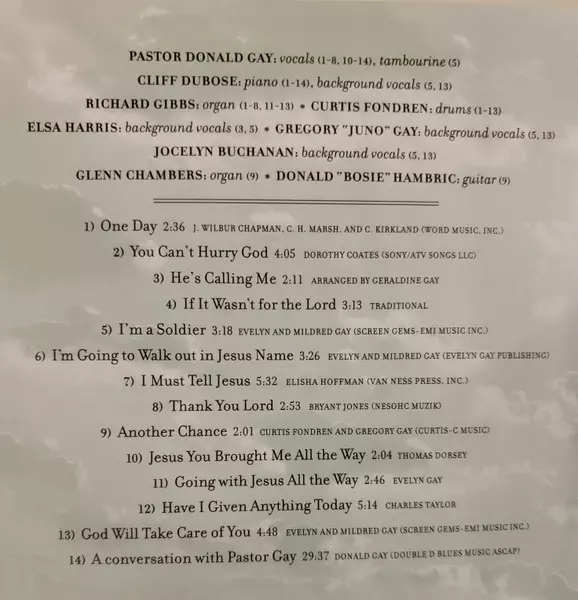 PASTOR DONALD GAY: vocals (1-8, 10-14), tambourine (5)
CLIFF DUBOSE: piano (1-14), background vocals (5, 13)
RICHARD GIBBS: organ (1-8, 11-13) • CURTIS FONDREN: drums (1-13)
ELSA HARRIS: background vocals (3, 5) • GREGORY "JUNO" GAY: background vocals (5, 13)
JOCELYN BUCHANAN: background vocals (5, 13)
GLENN CHAMBERS: organ (9) • DONALD "BOSIE" HAMBRIC: guitar (9)
1) One Day 2:36 J. WILBUR CHAPMAN, C. H. MARSH, AND C. KIRKLAND (WORD MUSIC, INC.)
2) You Can't Hurry God 4:05 DOROTHY COATES (SONY/ATV SONGS LLC)
3) He's Calling Me 2:11 ARRANGED BY GERALDINE GAY
4) If It Wasn't for the Lord 3:13 TRADITIONAL
5) I'm a Soldier 3:18 EVELYN AND MILDRED GAY (SCREEN GEMS-EMI MUSIC INC.)
6) I'm Going to Walk out in Jesus Name 3:26 EVELYN AND MILDRED GAY (EVELYN GAY PUBLISHING)
7) I Must Tell Jesus 5:32 ELISHA HOFFMAN (VAN NESS PRESS, INC.)
8) Thank You Lord 2:53 BRYANT JONES (NESOHC MUZIK)
9) Another Chance 2:01 CURTIS FONDREN AND GREGORY GAY (CURTIS-C MUSIC)
10) Jesus You Brought Me All the Way 2:04 THOMAS DORSEY
11) Going with Jesus All the Way 2:46 EVELYN GAY
12) Have I Given Anything Today 5:14 CHARLES TAYLOR
13) God Will Take Care of You 4:48 EVELYN AND MILDRED GAY (SCREEN GEMS-EMI MUSIC INC.)
14) A conversation with Pastor Gay 29:37 DONALD GAY (DOUBLE D BLUES MUSIC ASCAP)